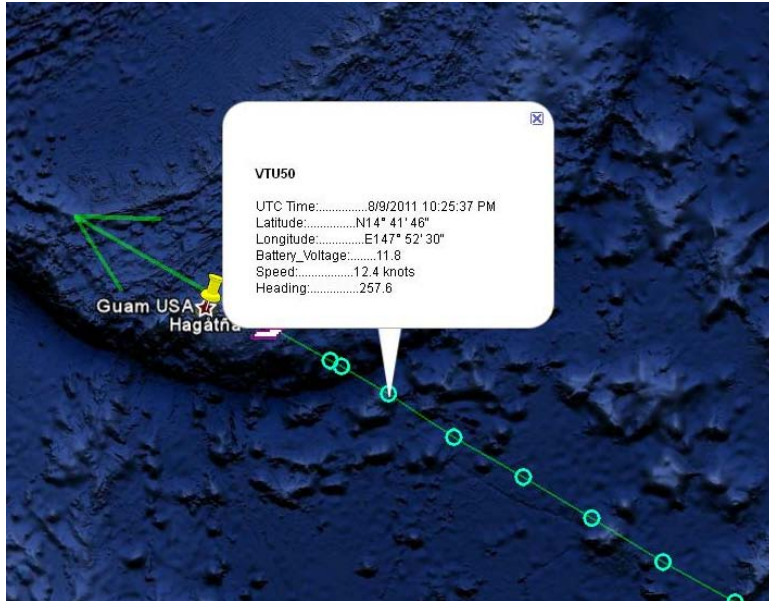 VTU50
UTC Time:...............8/9/2011 10:25:37 PM
Latitude:...............N14° 41' 46"
Longitude:..............E147° 52' 30"
Battery_Voltage:........11.8
Speed:.................12.4 knots
Heading:...............257.6
Guam USA
Hagåtña